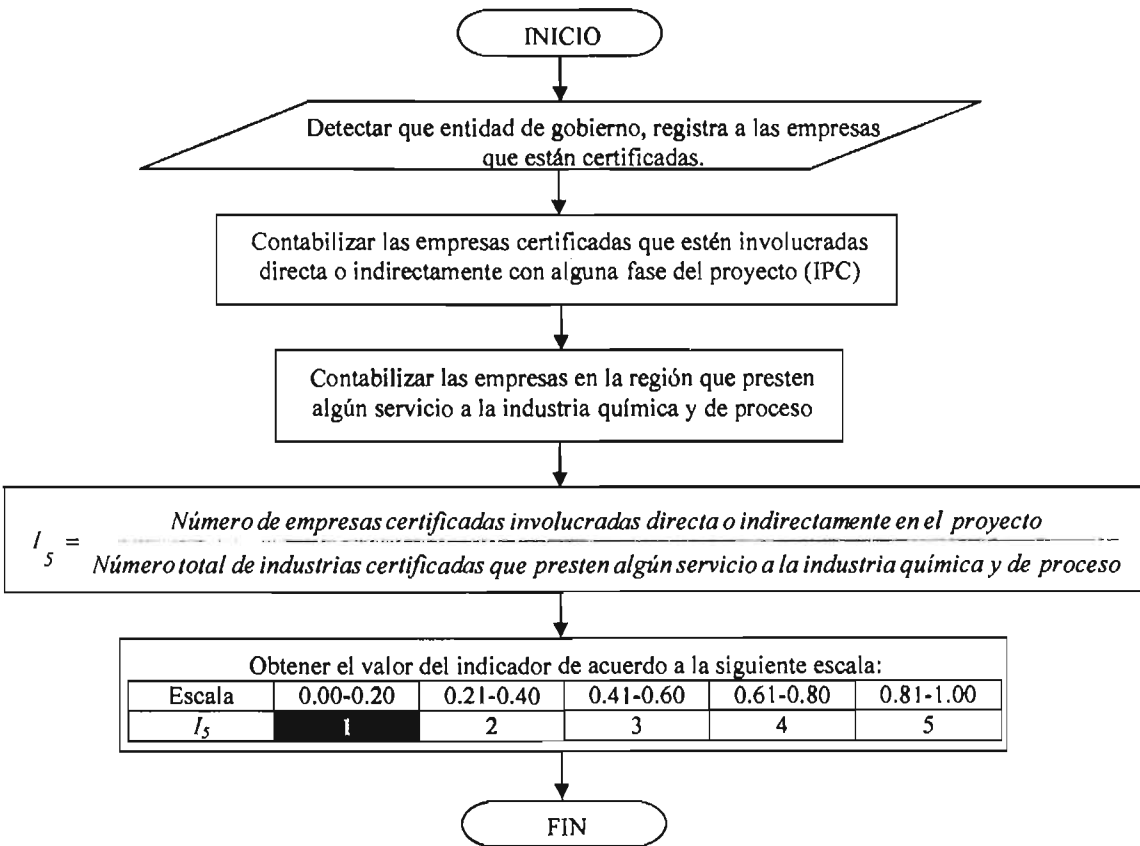 INICIO
Detectar que entidad de gobierno, registra a las empresas
que están certificadas.
Contabilizar las empresas certificadas que estén involucradas
directa o indirectamente con alguna fase del proyecto (IPC)
Contabilizar las empresas en la región que presten
algún servicio a la industria química y de proceso
I5 = Número de empresas certificadas involucradas directa o indirectamente en el proyecto
Número total de industrias certificadas que presten algún servicio a la industria química y de proceso
Obtener el valor del indicador de acuerdo a la siguiente escala:
Escala 0.00-0.20 0.21-0.40 0.41-0.60 0.61-0.80 0.81-1.00
I5 1 2 3 4 5
FIN